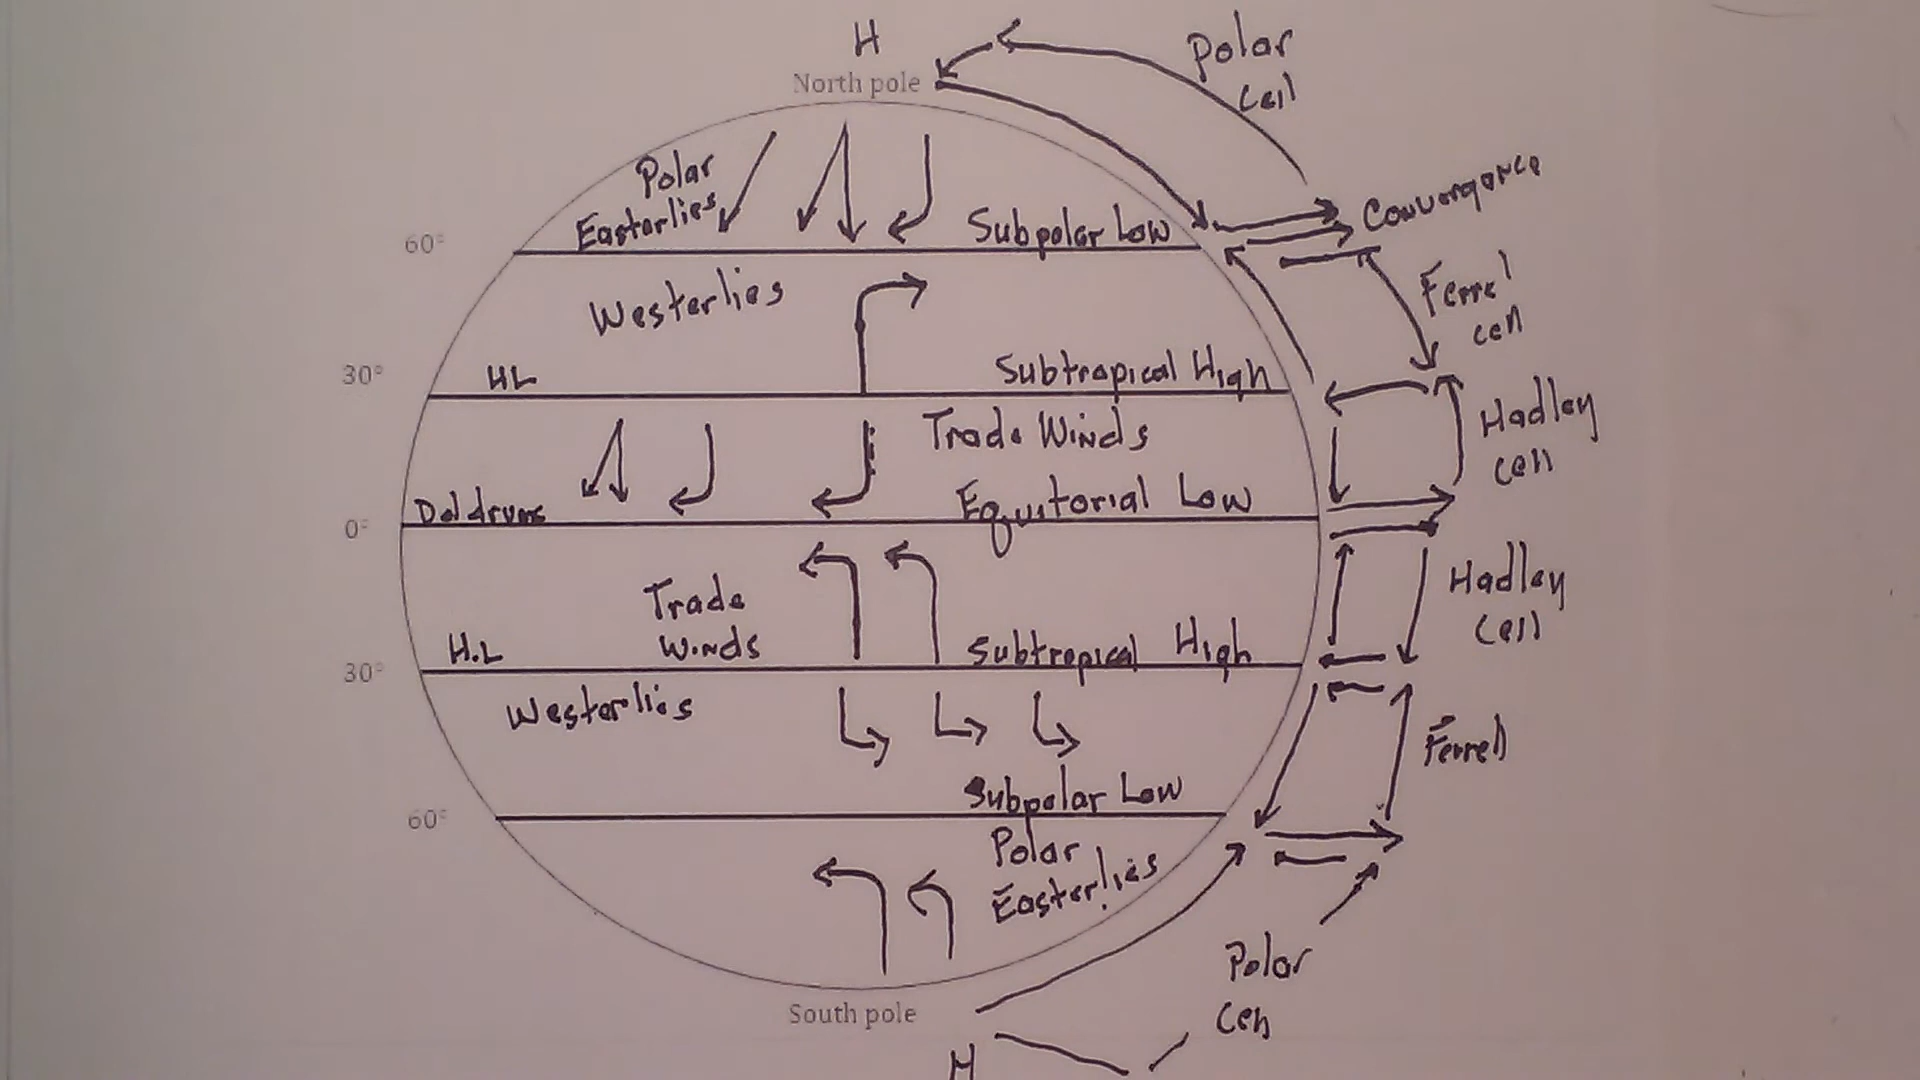 H
North pole
Polar
Cell
Polar
Easterlies
Subpolar Low
Convergence
60°
Westerlies
Ferrel
cell
30°
HL
Subtropical High
Hadley
cell
Trade Winds
Doldrums
Equitorial Low
0°
Trade
Winds
Hadley
Cell
H.L
Subtropical High
30°
Westerlies
Ferrell
Subpolar Low
60°
Polar
Easterlies
Polar
Cell
South pole
H